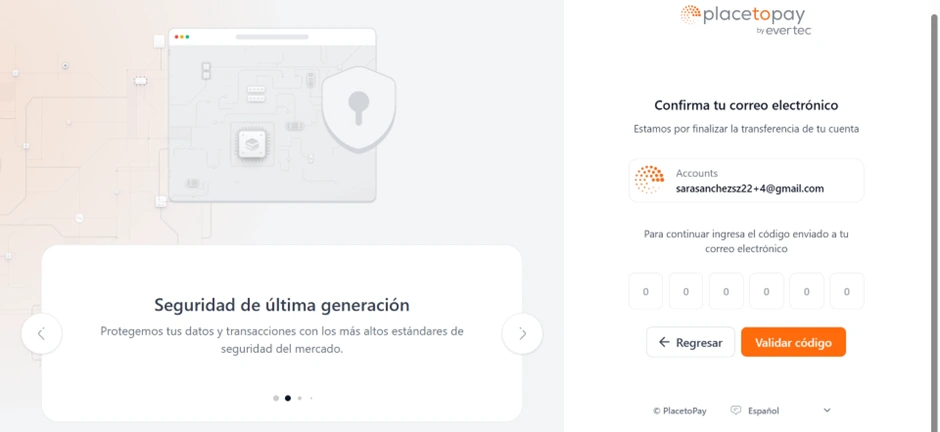 placetopay
by evertec
Confirma tu correo electrónico
Estamos por finalizar la transferencia de tu cuenta
Accounts
sarasanchezsz22+4@gmail.com
Para continuar ingresa el código enviado a tu
correo electrónico
0 0 0 0 0 0
← Regresar
Validar código
© PlacetoPay
Español
Seguridad de última generación
Protegemos tus datos y transacciones con los más altos estándares de
seguridad del mercado.